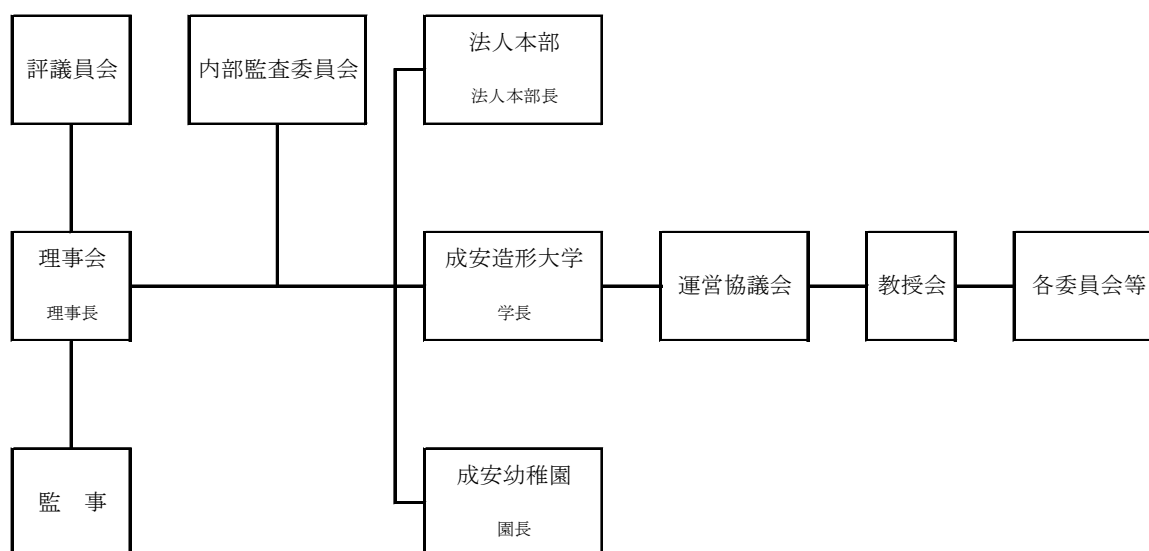 評議員会
内部監査委員会
法人本部
法人本部長
理事会
理事長
成安造形大学
学長
運営協議会
教授会
各委員会等
監　事
成安幼稚園
園長